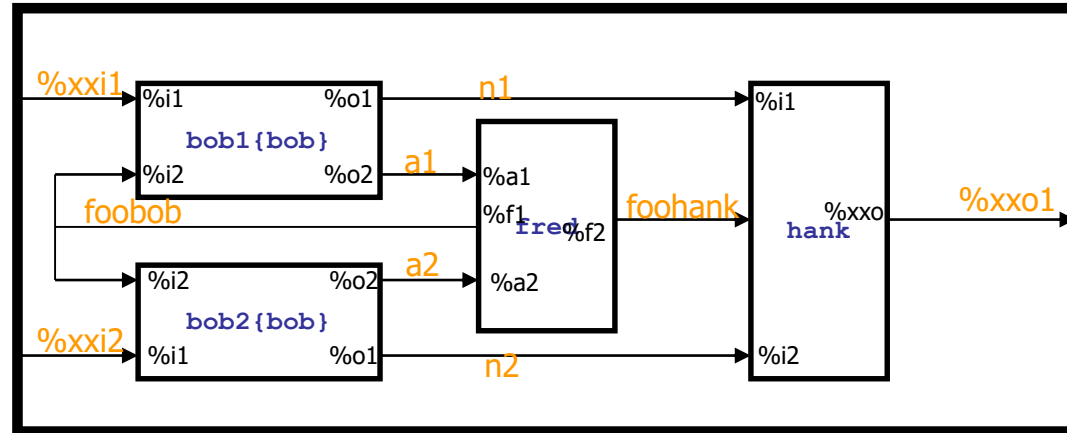 %xxi1
%i1
%o1
n1
%i1
bob1{bob}
%i2
%o2
a1
%a1
foobob
%f1
fred
%f2
foohank
%xxo
hank
%xxo1
%i2
%o2
a2
%a2
bob2{bob}
%xxi2
%i1
%o1
n2
%i2